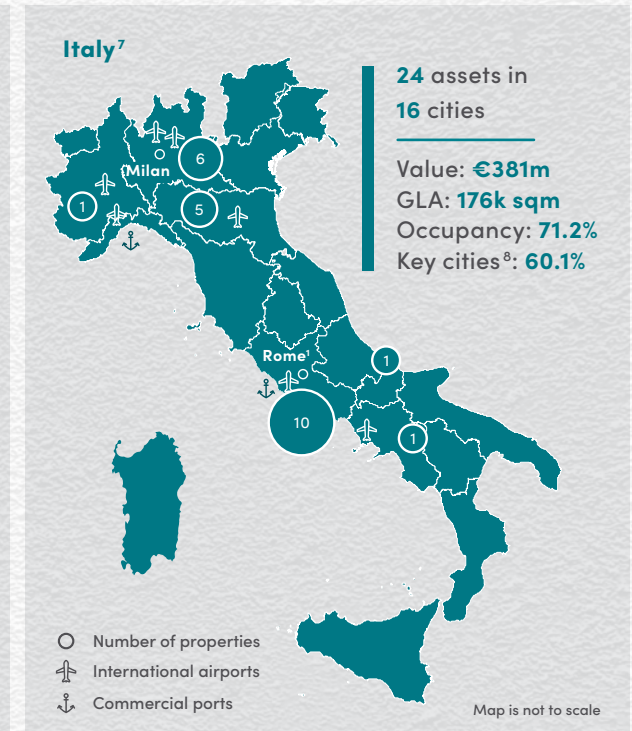 Italy⁷
24 assets in
16 cities
Value: €381m
GLA: 176k sqm
Occupancy: 71.2%
Key cities⁸: 60.1%
6
Milan
1
5
Rome¹
1
10
1
Number of properties
International airports
Commercial ports
Map is not to scale